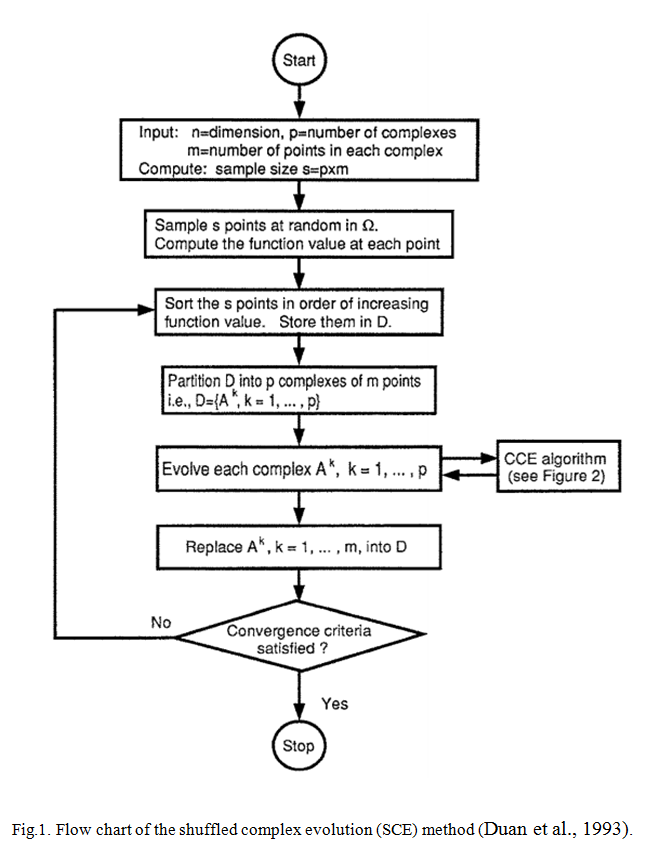 Start
Input: n=dimension, p=number of complexes
m=number of points in each complex
Compute: sample size s=pxm
Sample s points at random in Ω.
Compute the function value at each point
Sort the s points in order of increasing
function value. Store them in D.
Partition D into p complexes of m points
i.e., D={Aᵏ, k = 1, ... , p}
Evolve each complex Aᵏ, k = 1, ... , p
CCE algorithm
(see Figure 2)
Replace Aᵏ, k = 1, ... , m, into D
No
Convergence criteria
satisfied ?
Yes
Stop
Fig.1. Flow chart of the shuffled complex evolution (SCE) method (Duan et al., 1993).